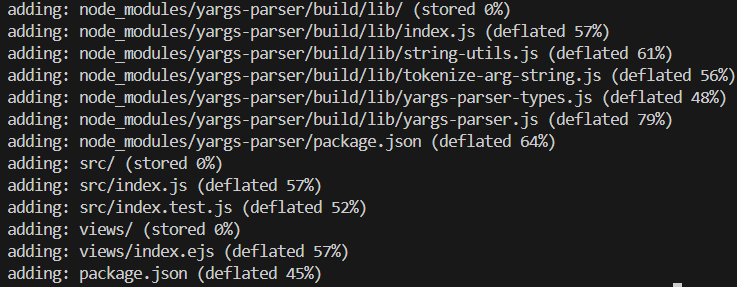 adding: node_modules/yargs-parser/build/lib/ (stored 0%)
adding: node_modules/yargs-parser/build/lib/index.js (deflated 57%)
adding: node_modules/yargs-parser/build/lib/string-utils.js (deflated 61%)
adding: node_modules/yargs-parser/build/lib/tokenize-arg-string.js (deflated 56%)
adding: node_modules/yargs-parser/build/lib/yargs-parser-types.js (deflated 48%)
adding: node_modules/yargs-parser/build/lib/yargs-parser.js (deflated 79%)
adding: node_modules/yargs-parser/package.json (deflated 64%)
adding: src/ (stored 0%)
adding: src/index.js (deflated 57%)
adding: src/index.test.js (deflated 52%)
adding: views/ (stored 0%)
adding: views/index.ejs (deflated 57%)
adding: package.json (deflated 45%)